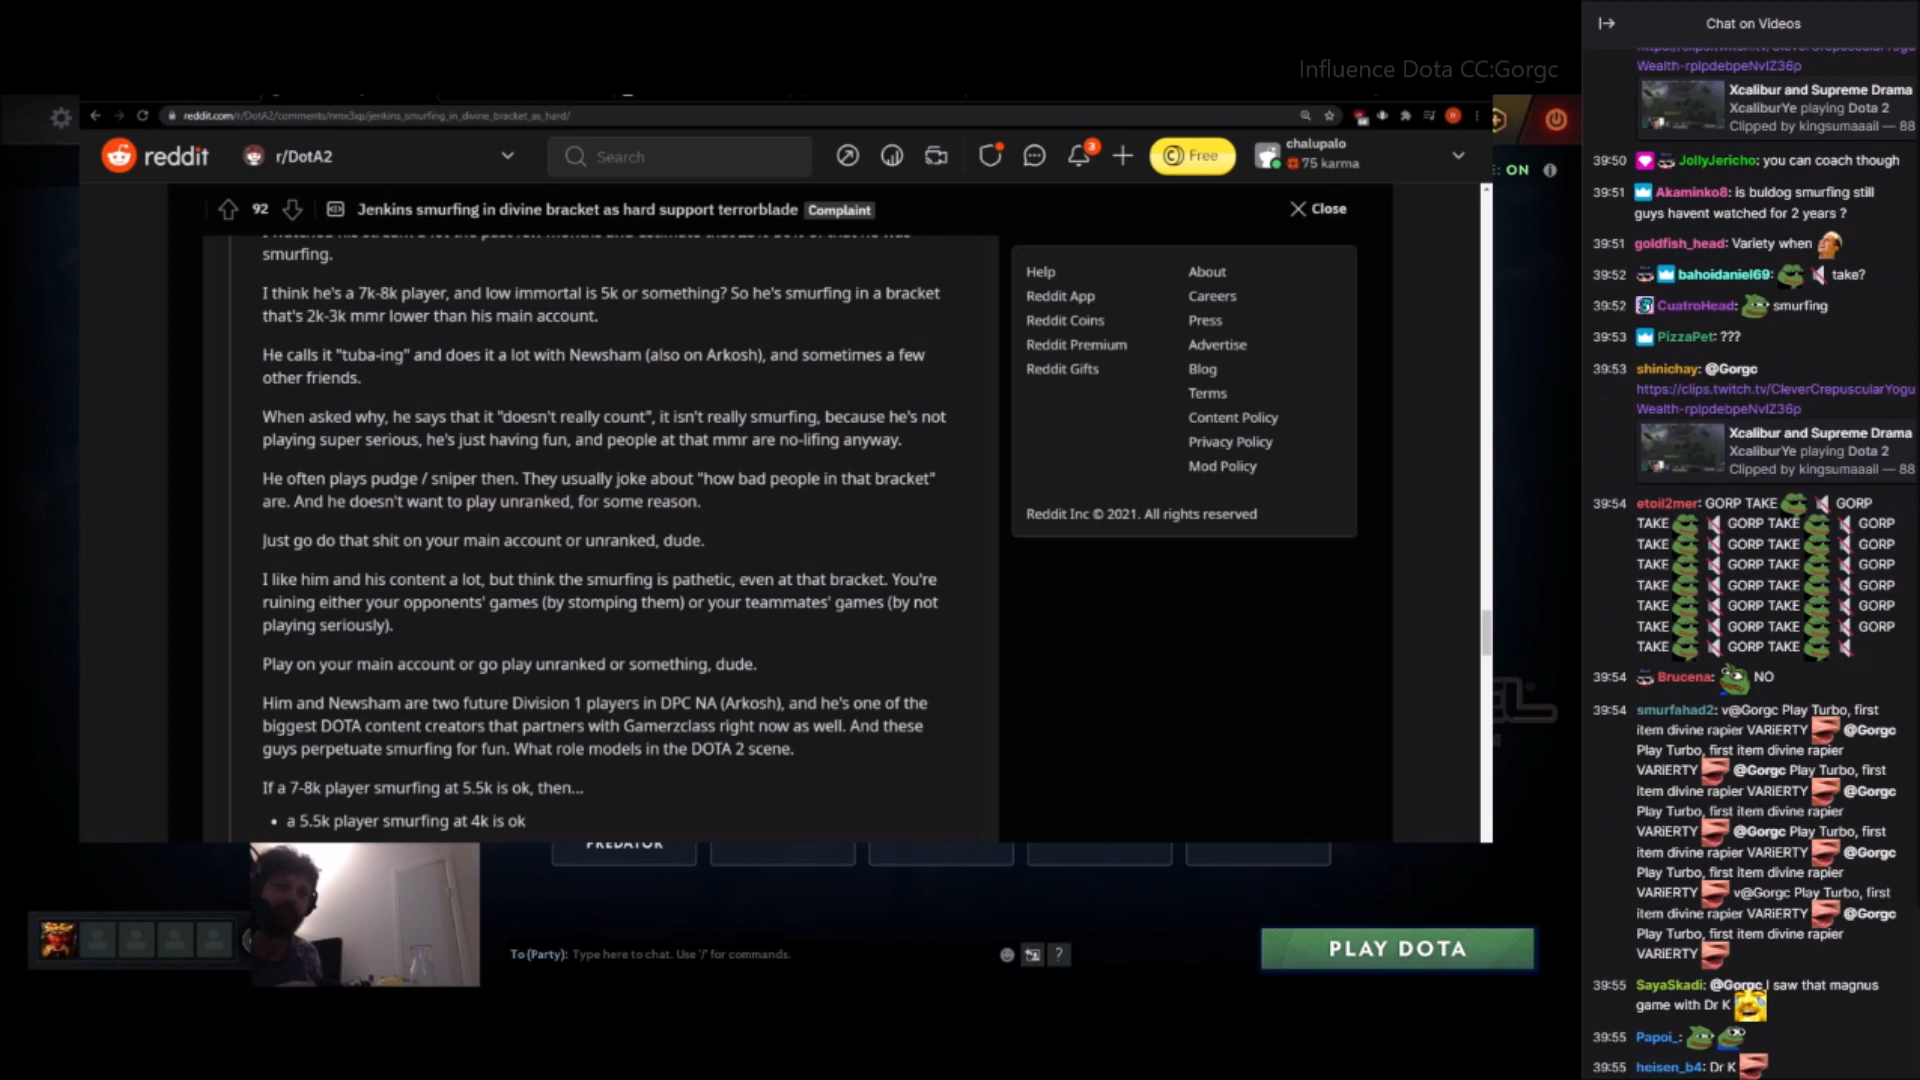 Influence Dota CC:Gorgc
reddit.com/r/DotA2/comments/nmx3xp/jenkins_smurfing_in_divine_bracket_as_hard/
reddit
r/DotA2
Search
3
Free
chalupalo
75 karma
: ON
92
Jenkins smurfing in divine bracket as hard support terrorblade
Complaint
Close
smurfing.
I think he's a 7k-8k player, and low immortal is 5k or something? So he's smurfing in a bracket
that's 2k-3k mmr lower than his main account.
He calls it "tuba-ing" and does it a lot with Newsham (also on Arkosh), and sometimes a few
other friends.
When asked why, he says that it "doesn't really count", it isn't really smurfing, because he's not
playing super serious, he's just having fun, and people at that mmr are no-lifing anyway.
He often plays pudge / sniper then. They usually joke about "how bad people in that bracket"
are. And he doesn't want to play unranked, for some reason.
Just go do that shit on your main account or unranked, dude.
I like him and his content a lot, but think the smurfing is pathetic, even at that bracket. You're
ruining either your opponents' games (by stomping them) or your teammates' games (by not
playing seriously).
Play on your main account or go play unranked or something, dude.
Him and Newsham are two future Division 1 players in DPC NA (Arkosh), and he's one of the
biggest DOTA content creators that partners with Gamerzclass right now as well. And these
guys perpetuate smurfing for fun. What role models in the DOTA 2 scene.
If a 7-8k player smurfing at 5.5k is ok, then...
• a 5.5k player smurfing at 4k is ok
Help
Reddit App
Reddit Coins
Reddit Premium
Reddit Gifts
About
Careers
Press
Advertise
Blog
Terms
Content Policy
Privacy Policy
Mod Policy
Reddit Inc © 2021. All rights reserved
PREDATOR
To (Party): Type here to chat. Use '/' for commands.
?
PLAY DOTA
Chat on Videos
Wealth-rpIpdebpeNvIZ36p
Xcalibur and Supreme Drama
XcaliburYe playing Dota 2
Clipped by kingsumaaail — 88
39:50 JollyJericho: you can coach though
39:51 Akaminko8: is buldog smurfing still
guys havent watched for 2 years ?
39:51 goldfish_head: Variety when
39:52 bahoidaniel69: take?
39:52 CuatroHead: smurfing
39:53 PizzaPet: ???
39:53 shinichay: @Gorgc
https://clips.twitch.tv/CleverCrepuscularYogu
Wealth-rpIpdebpeNvIZ36p
Xcalibur and Supreme Drama
XcaliburYe playing Dota 2
Clipped by kingsumaaail — 88
39:54 etoil2mer: GORP TAKE GORP
TAKE GORP TAKE GORP
TAKE GORP TAKE GORP
TAKE GORP TAKE GORP
TAKE GORP TAKE GORP
TAKE GORP TAKE GORP
TAKE GORP TAKE GORP
TAKE GORP TAKE
39:54 Brucena: NO
39:54 smurfahad2: v@Gorgc Play Turbo, first
item divine rapier VARiERTY @Gorgc
Play Turbo, first item divine rapier
VARiERTY @Gorgc Play Turbo, first
item divine rapier VARiERTY @Gorgc
Play Turbo, first item divine rapier
VARiERTY @Gorgc Play Turbo, first
item divine rapier VARiERTY @Gorgc
Play Turbo, first item divine rapier
VARiERTY v@Gorgc Play Turbo, first
item divine rapier VARiERTY @Gorgc
Play Turbo, first item divine rapier
VARiERTY
39:55 SayaSkadi: @Gorgc I saw that magnus
game with Dr K
39:55 Papoi_:
39:55 heisen_b4: Dr K